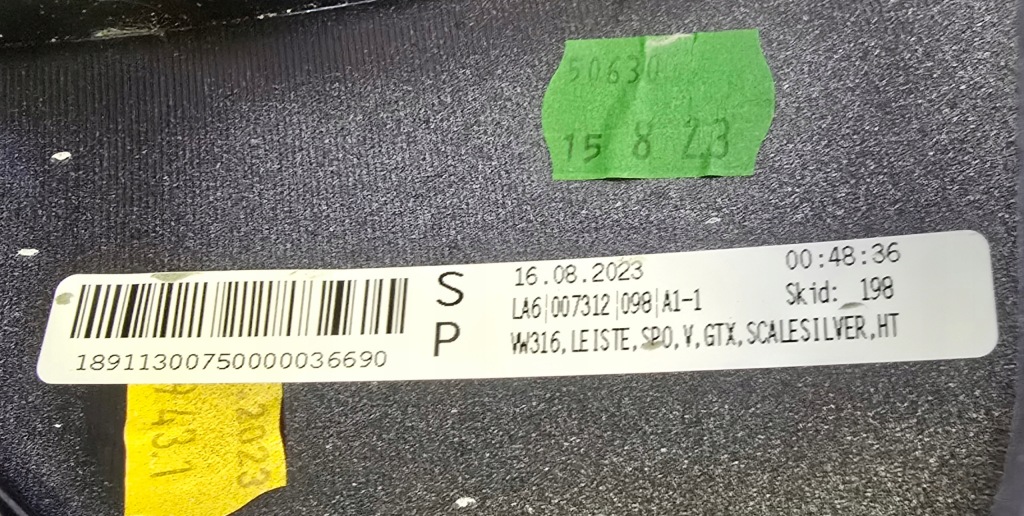 50630
15 8 23
S
P
16.08.2023
00:48:36
LA6|007312|098|A1-1
Skid:_ 198
VW316,LEISTE,SPO,V,GTX,SCALESILVER,HT
18911300750000036690
743.1
.2023